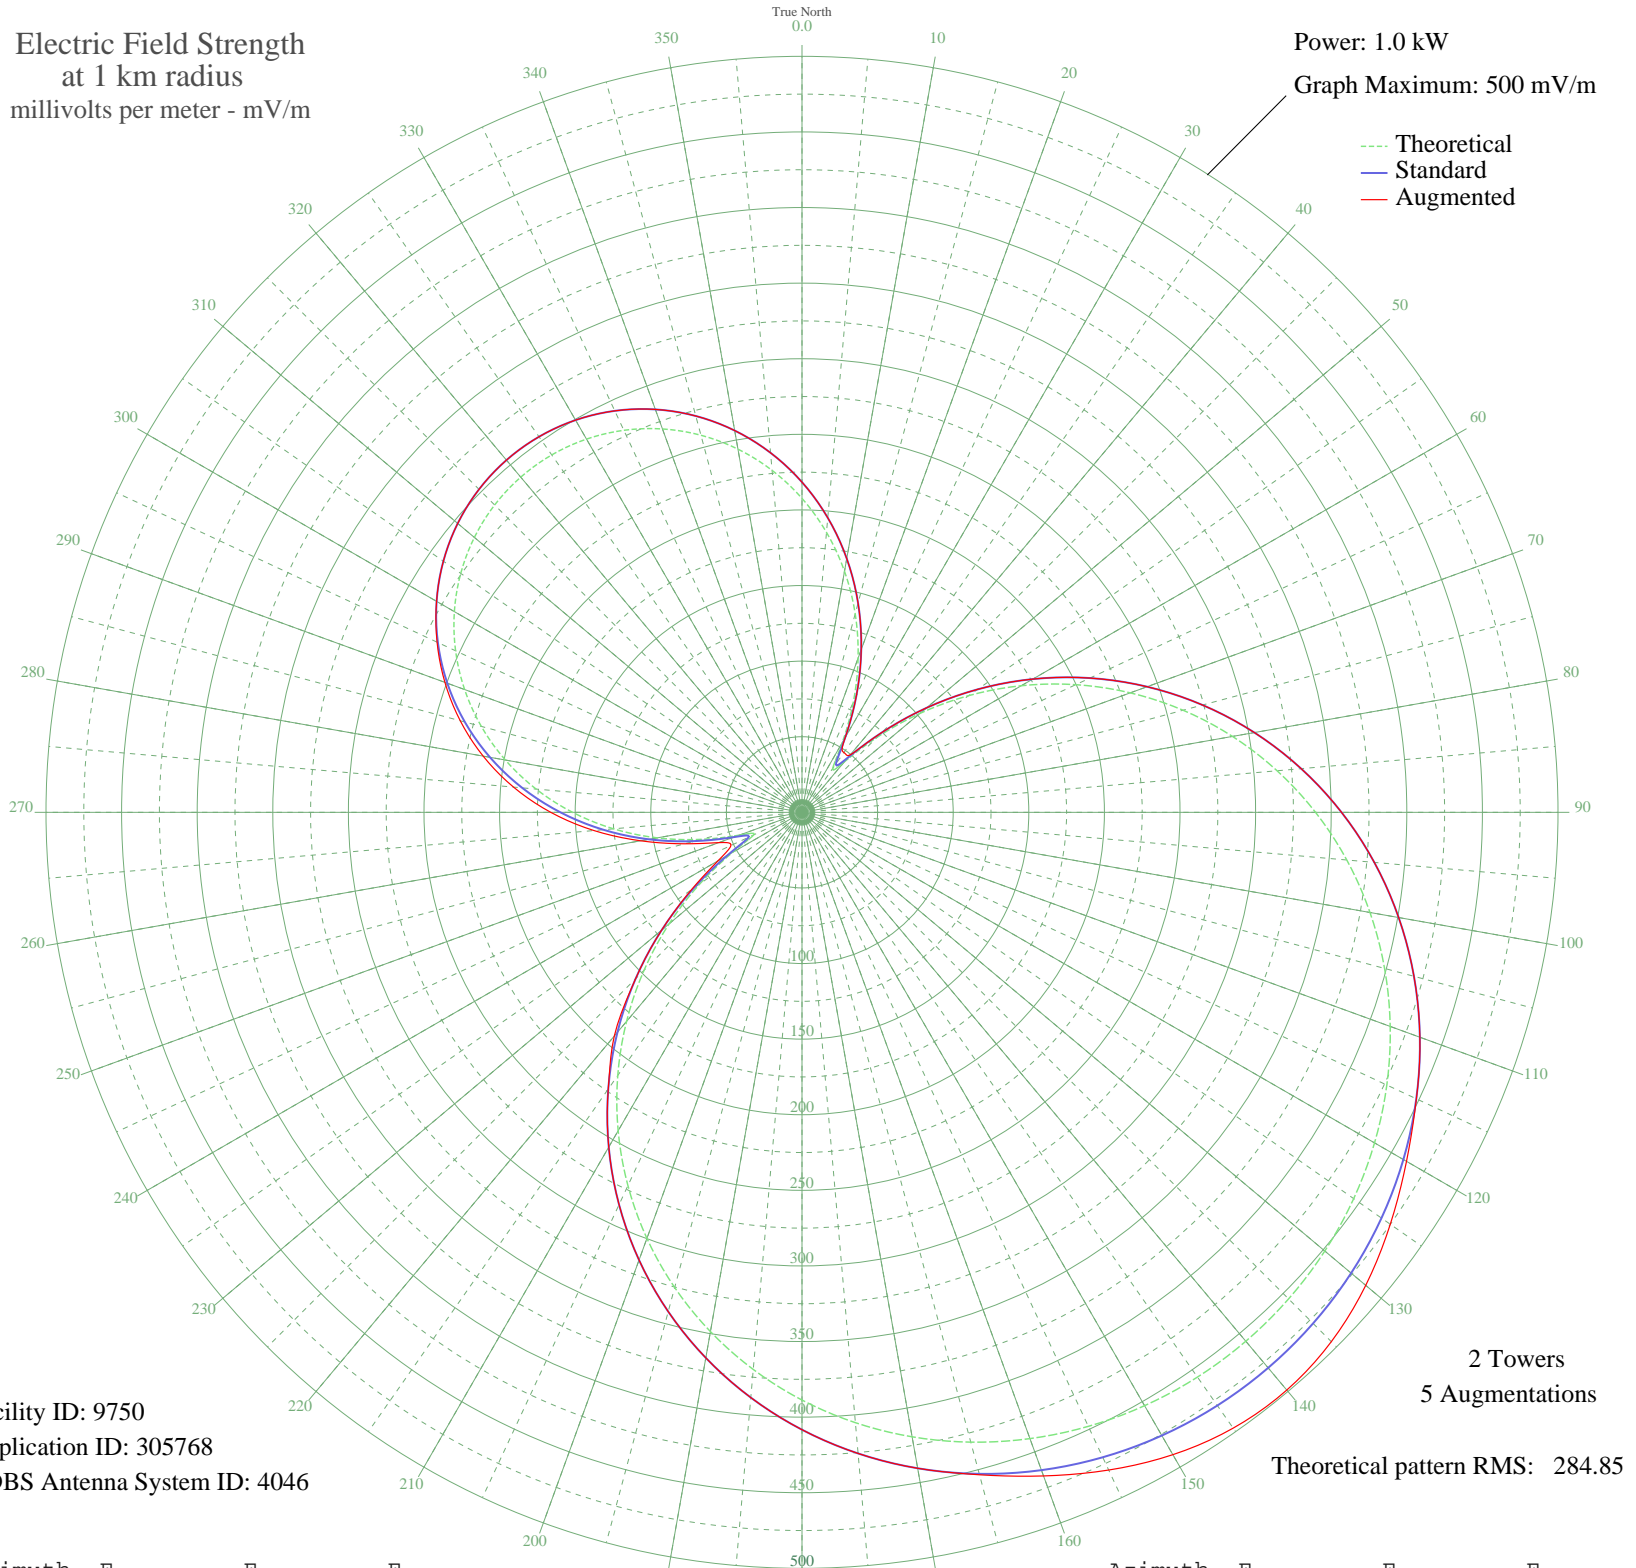 True North
0.0
Electric Field Strength
at 1 km radius
millivolts per meter - mV/m
Power: 1.0 kW
Graph Maximum: 500 mV/m
Theoretical
Standard
Augmented
10
20
30
40
50
60
70
80
90
100
110
120
130
140
150
160
200
210
220
230
240
250
260
270
280
290
300
310
320
330
340
350
100
150
200
250
300
350
400
450
500
2 Towers
5 Augmentations
Theoretical pattern RMS: 284.85
cility ID: 9750
plication ID: 305768
DBS Antenna System ID: 4046